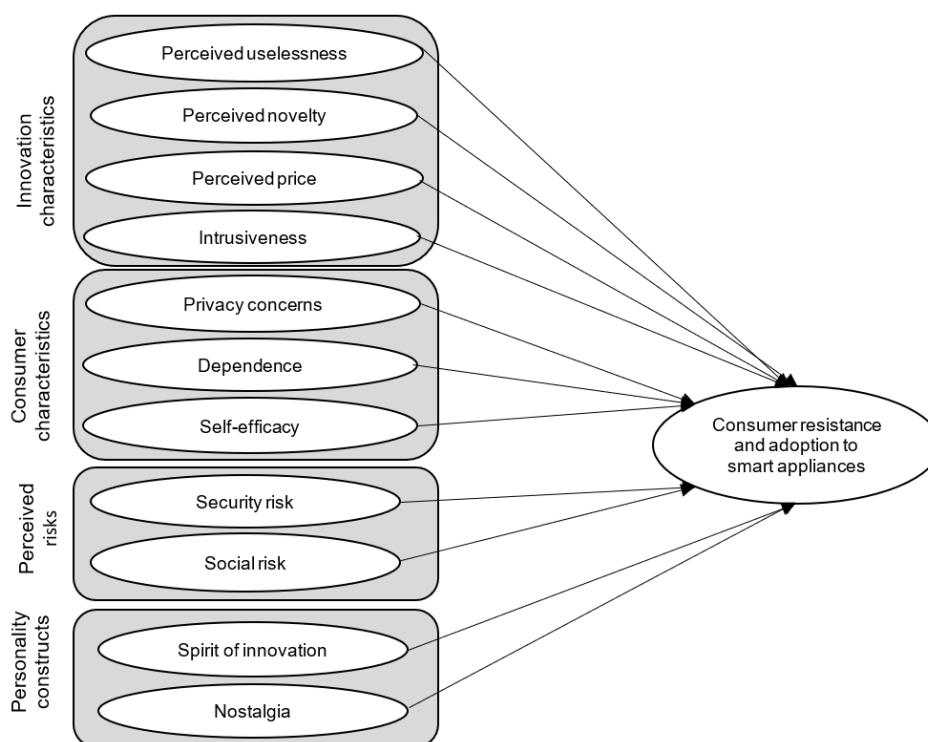 Innovation
characteristics
Perceived uselessness
Perceived novelty
Perceived price
Intrusiveness
Consumer
characteristics
Privacy concerns
Dependence
Self-efficacy
Perceived
risks
Security risk
Social risk
Personality
constructs
Spirit of innovation
Nostalgia
Consumer resistance
and adoption to
smart appliances